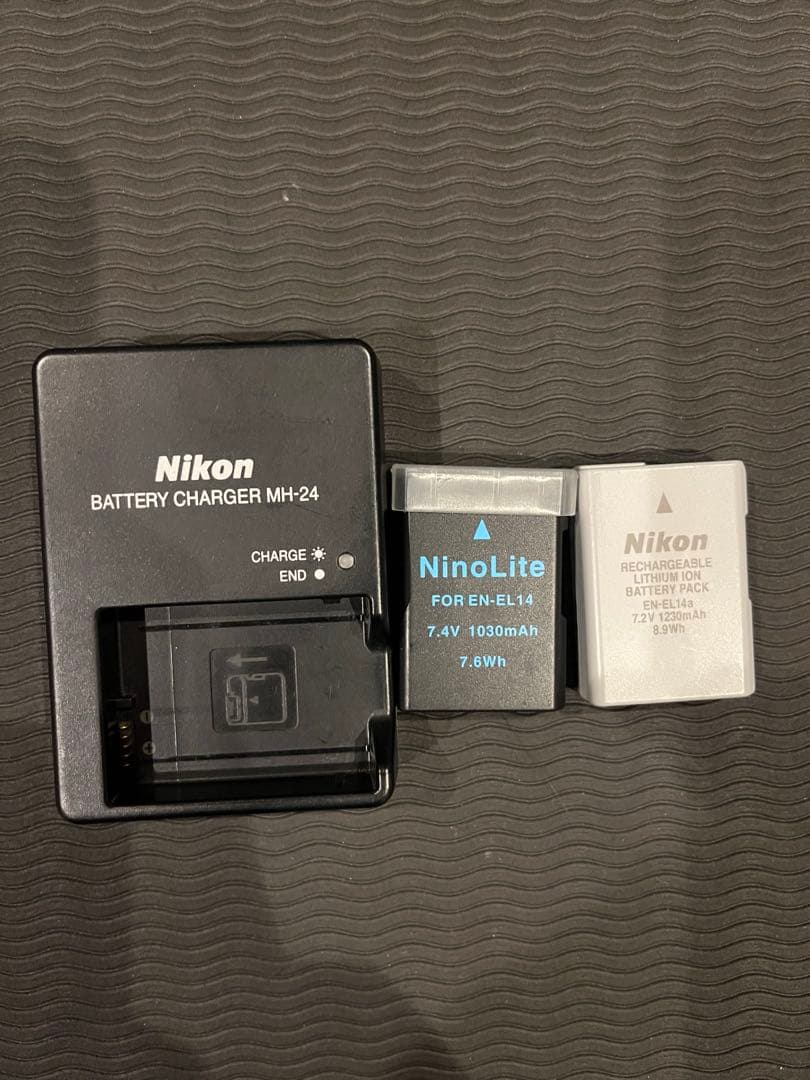 Nikon
BATTERY CHARGER MH-24
CHARGE
END
NinoLite
FOR EN-EL14
7.4V 1030mAh
7.6Wh
Nikon
RECHARGEABLE
LITHIUM ION
BATTERY PACK
EN-EL14a
7.2V 1230mAh
8.9Wh